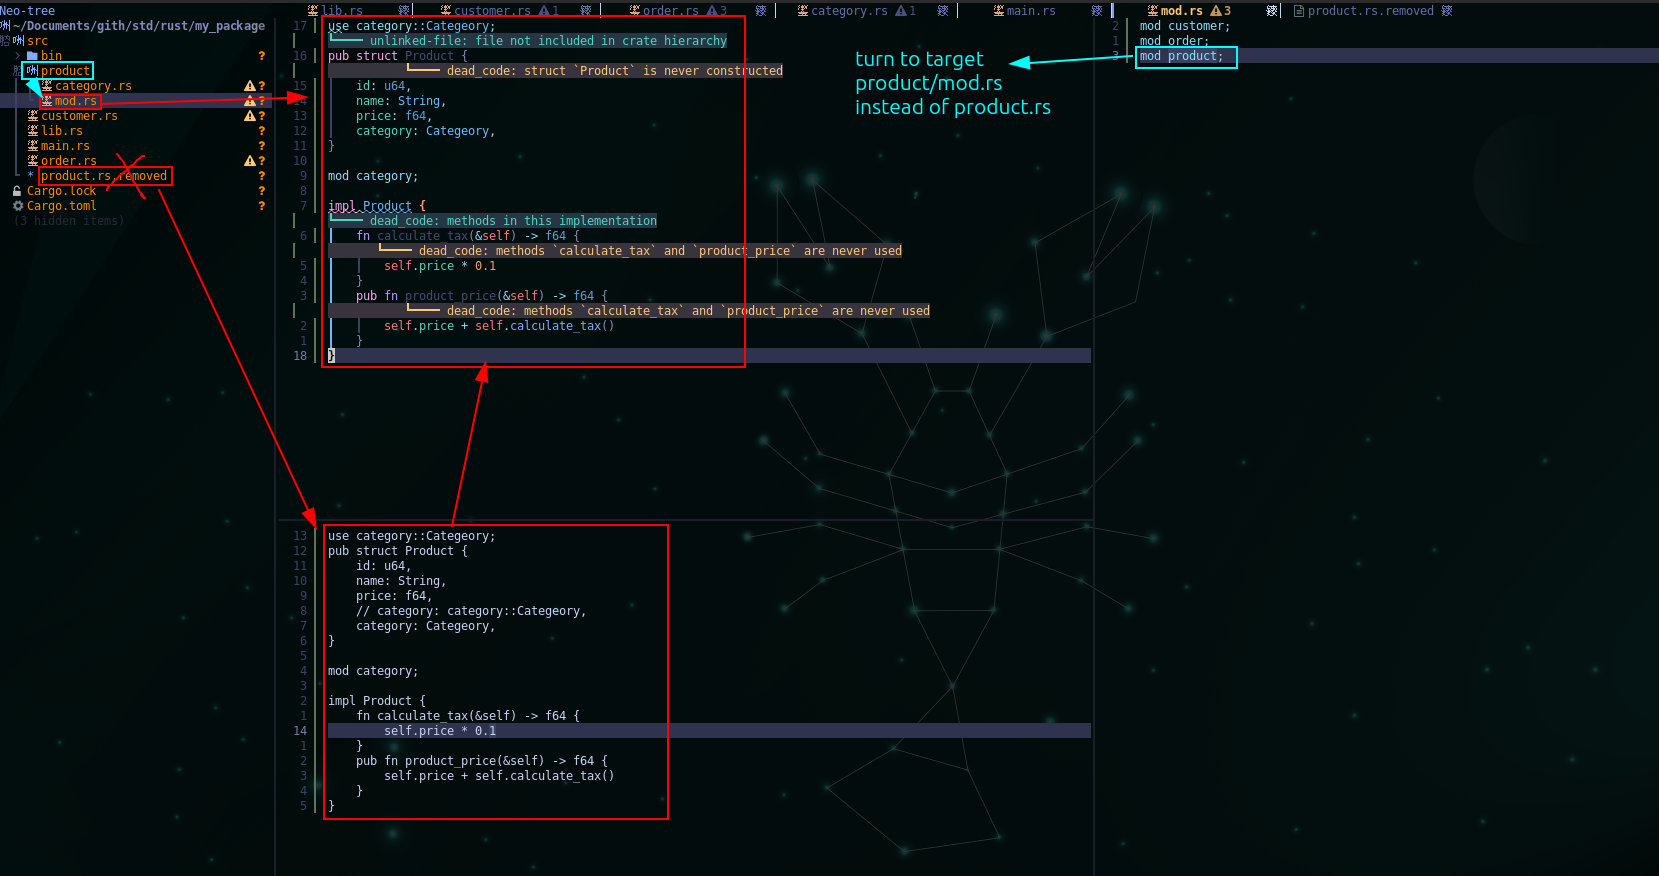 Neo-tree
~/Documents/gith/std/rust/my_package
src
bin ?
product
category.rs ?
mod.rs ?
customer.rs ?
lib.rs ?
main.rs ?
order.rs ?
* product.rs.removed ?
Cargo.lock ?
Cargo.toml ?
(3 hidden items)
lib.rs customer.rs 1 order.rs 3 category.rs 1 main.rs mod.rs 3 product.rs.removed
17 use category::Categeory;
unlinked-file: file not included in crate hierarchy
16 pub struct Product {
dead_code: struct `Product` is never constructed
15 id: u64,
14 name: String,
13 price: f64,
12 category: Categeory,
11 }
10
9 mod category;
8
7 impl Product {
dead_code: methods in this implementation
6 fn calculate_tax(&self) -> f64 {
dead_code: methods `calculate_tax` and `product_price` are never used
5 self.price * 0.1
4 }
3 pub fn product_price(&self) -> f64 {
dead_code: methods `calculate_tax` and `product_price` are never used
2 self.price + self.calculate_tax()
1 }
18 }
2 mod customer;
1 mod order;
3 mod product;
turn to target
product/mod.rs
instead of product.rs
13 use category::Categeory;
12 pub struct Product {
11 id: u64,
10 name: String,
9 price: f64,
8 // category: category::Categeory,
7 category: Categeory,
6 }
5
4 mod category;
3
2 impl Product {
1 fn calculate_tax(&self) -> f64 {
14 self.price * 0.1
1 }
2 pub fn product_price(&self) -> f64 {
3 self.price + self.calculate_tax()
4 }
5 }